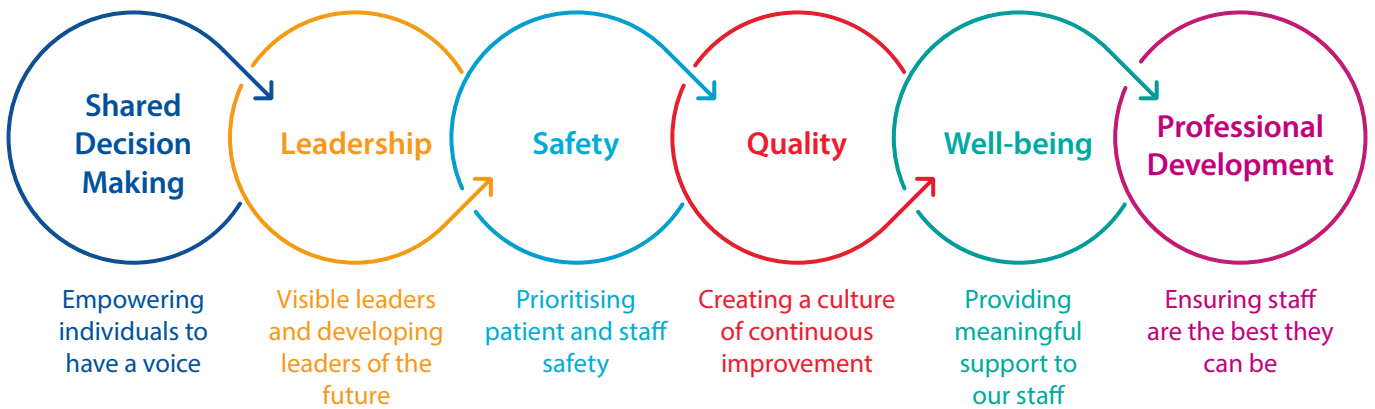 Shared
Decision
Making
Leadership
Safety
Quality
Well-being
Professional
Development
Empowering
individuals to
have a voice
Visible leaders
and developing
leaders of the
future
Prioritising
patient and staff
safety
Creating a culture
of continuous
improvement
Providing
meaningful
support to
our staff
Ensuring staff
are the best they
can be